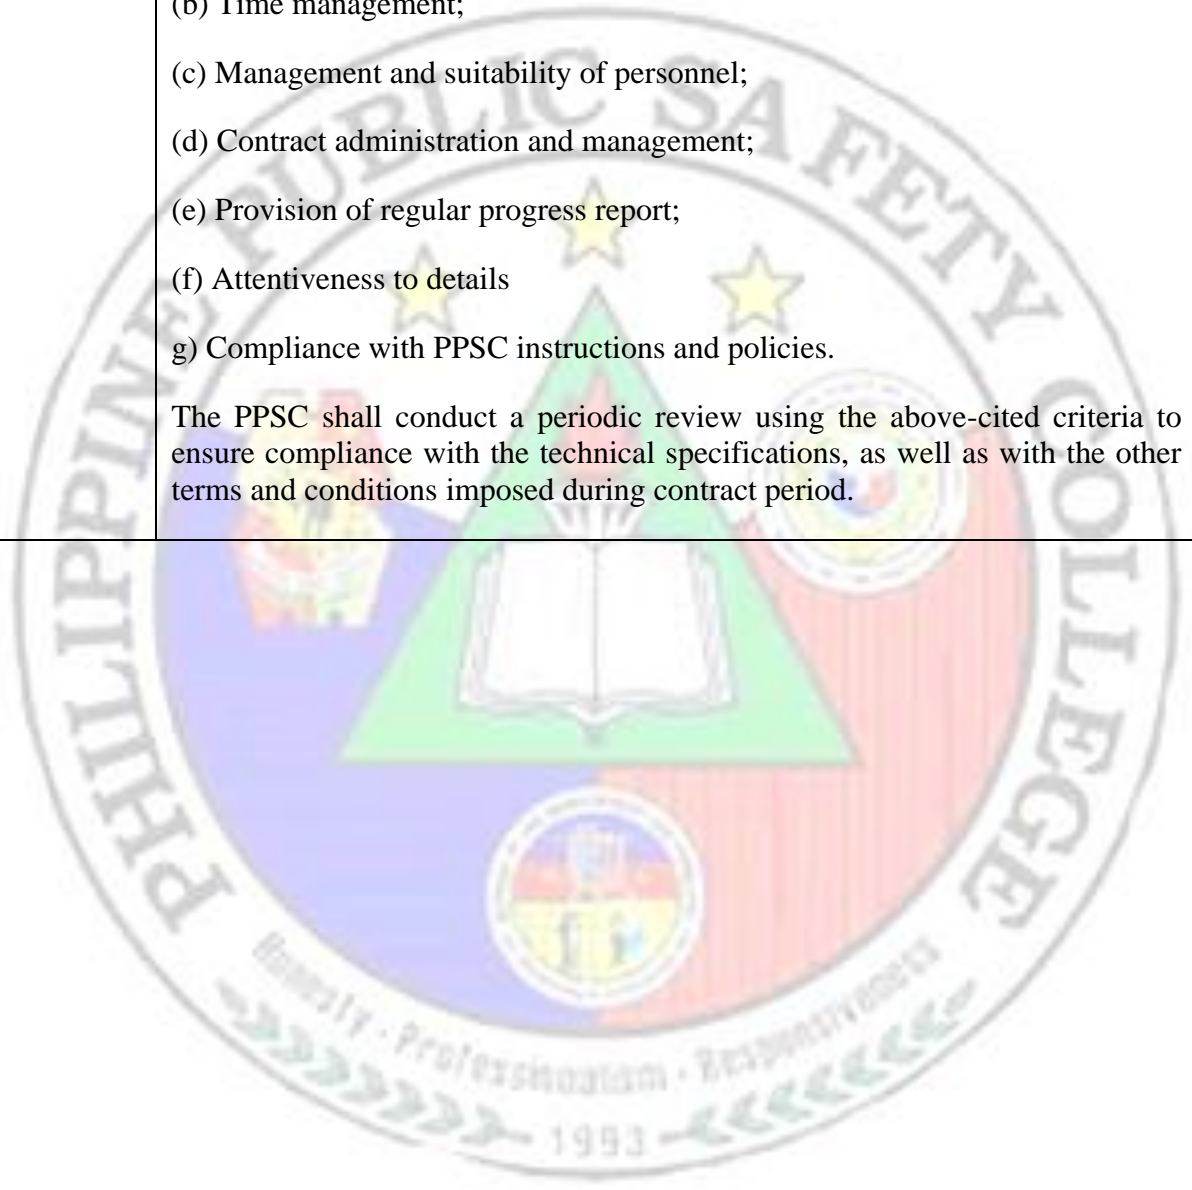 (b) Time management;
(c) Management and suitability of personnel;
(d) Contract administration and management;
(e) Provision of regular progress report;
(f) Attentiveness to details
g) Compliance with PPSC instructions and policies.
The PPSC shall conduct a periodic review using the above-cited criteria to
ensure compliance with the technical specifications, as well as with the other
terms and conditions imposed during contract period.
PHILIPPINE PUBLIC SAFETY COLLEGE
Honesty · Professionalism · Responsiveness
1993